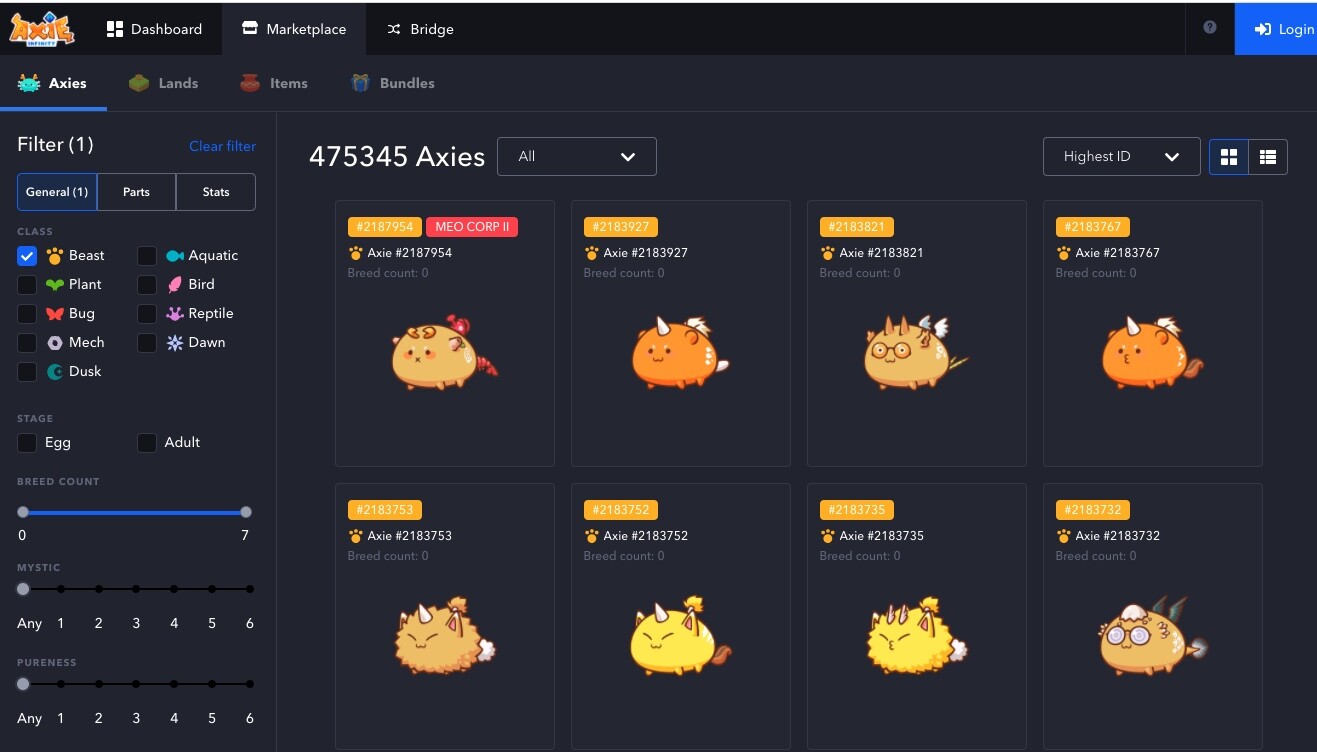 AXIE INFINITY Dashboard Marketplace Bridge Login
Axies Lands Items Bundles
Filter (1) Clear filter
General (1) Parts Stats
CLASS
Beast Aquatic
Plant Bird
Bug Reptile
Mech Dawn
Dusk
STAGE
Egg Adult
BREED COUNT
0 7
MYSTIC
Any 1 2 3 4 5 6
PURENESS
Any 1 2 3 4 5 6
475345 Axies All Highest ID
#2187954 MEO CORP II
Axie #2187954
Breed count: 0
#2183927
Axie #2183927
Breed count: 0
#2183821
Axie #2183821
Breed count: 0
#2183767
Axie #2183767
Breed count: 0
#2183753
Axie #2183753
Breed count: 0
#2183752
Axie #2183752
Breed count: 0
#2183735
Axie #2183735
Breed count: 0
#2183732
Axie #2183732
Breed count: 0